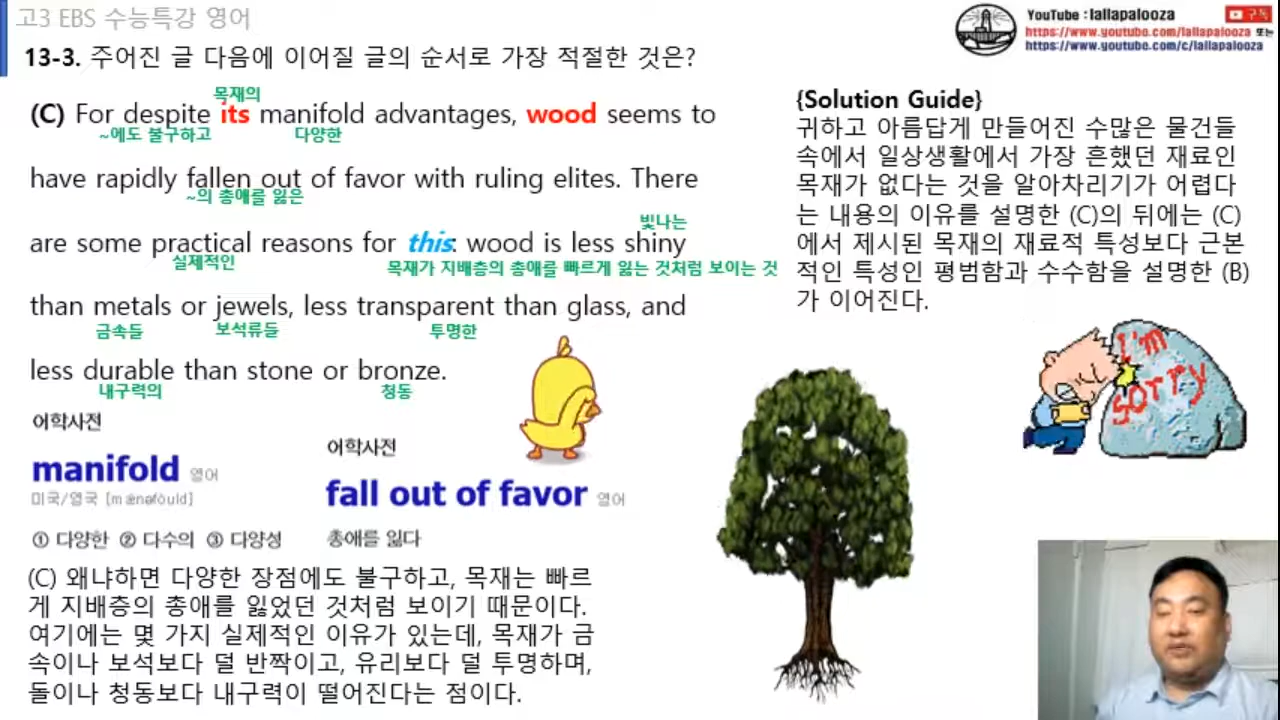 고3 EBS 수능특강 영어
YouTube : lallapalooza
구독
https://www.youtube.com/lallapalooza 또는
https://www.youtube.com/c/lallapalooza
13-3. 주어진 글 다음에 이어질 글의 순서로 가장 적절한 것은?
목재의
(C) For despite its manifold advantages, wood seems to
~에도 불구하고 다양한
have rapidly fallen out of favor with ruling elites. There
~의 총애를 잃은
빛나는
are some practical reasons for this: wood is less shiny
실제적인 목재가 지배층의 총애를 빠르게 잃는 것처럼 보이는 것
than metals or jewels, less transparent than glass, and
금속들 보석류들 투명한
less durable than stone or bronze.
내구력의 청동
{Solution Guide}
귀하고 아름답게 만들어진 수많은 물건들
속에서 일상생활에서 가장 흔했던 재료인
목재가 없다는 것을 알아차리기가 어렵다
는 내용의 이유를 설명한 (C)의 뒤에는 (C)
에서 제시된 목재의 재료적 특성보다 근본
적인 특성인 평범함과 수수함을 설명한 (B)
가 이어진다.
I'm
sorry
어학사전
manifold 영어
미국/영국 [mǽnəfòuld]
① 다양한 ② 다수의 ③ 다양성
어학사전
fall out of favor 영어
총애를 잃다
(C) 왜냐하면 다양한 장점에도 불구하고, 목재는 빠르
게 지배층의 총애를 잃었던 것처럼 보이기 때문이다.
여기에는 몇 가지 실제적인 이유가 있는데, 목재가 금
속이나 보석보다 덜 반짝이고, 유리보다 덜 투명하며,
돌이나 청동보다 내구력이 떨어진다는 점이다.